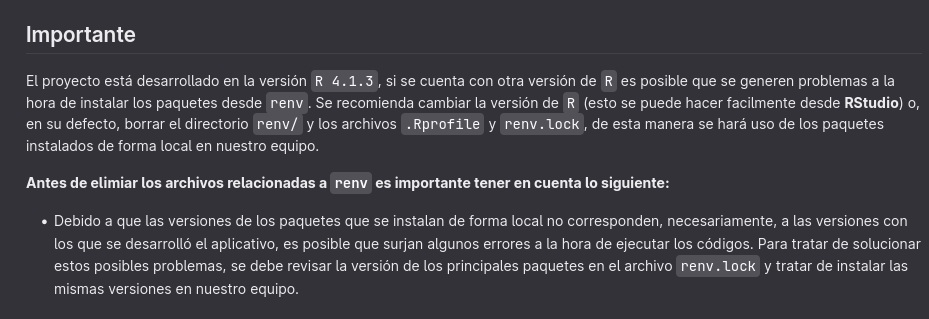 Importante
El proyecto está desarrollado en la versión R 4.1.3, si se cuenta con otra versión de R es posible que se generen problemas a la
hora de instalar los paquetes desde renv. Se recomienda cambiar la versión de R (esto se puede hacer facilmente desde RStudio) o,
en su defecto, borrar el directorio renv/ y los archivos .Rprofile y renv.lock, de esta manera se hará uso de los paquetes
instalados de forma local en nuestro equipo.
Antes de elimiar los archivos relacionadas a renv es importante tener en cuenta lo siguiente:
• Debido a que las versiones de los paquetes que se instalan de forma local no corresponden, necesariamente, a las versiones con
los que se desarrolló el aplicativo, es posible que surjan algunos errores a la hora de ejecutar los códigos. Para tratar de solucionar
estos posibles problemas, se debe revisar la versión de los principales paquetes en el archivo renv.lock y tratar de instalar las
mismas versiones en nuestro equipo.